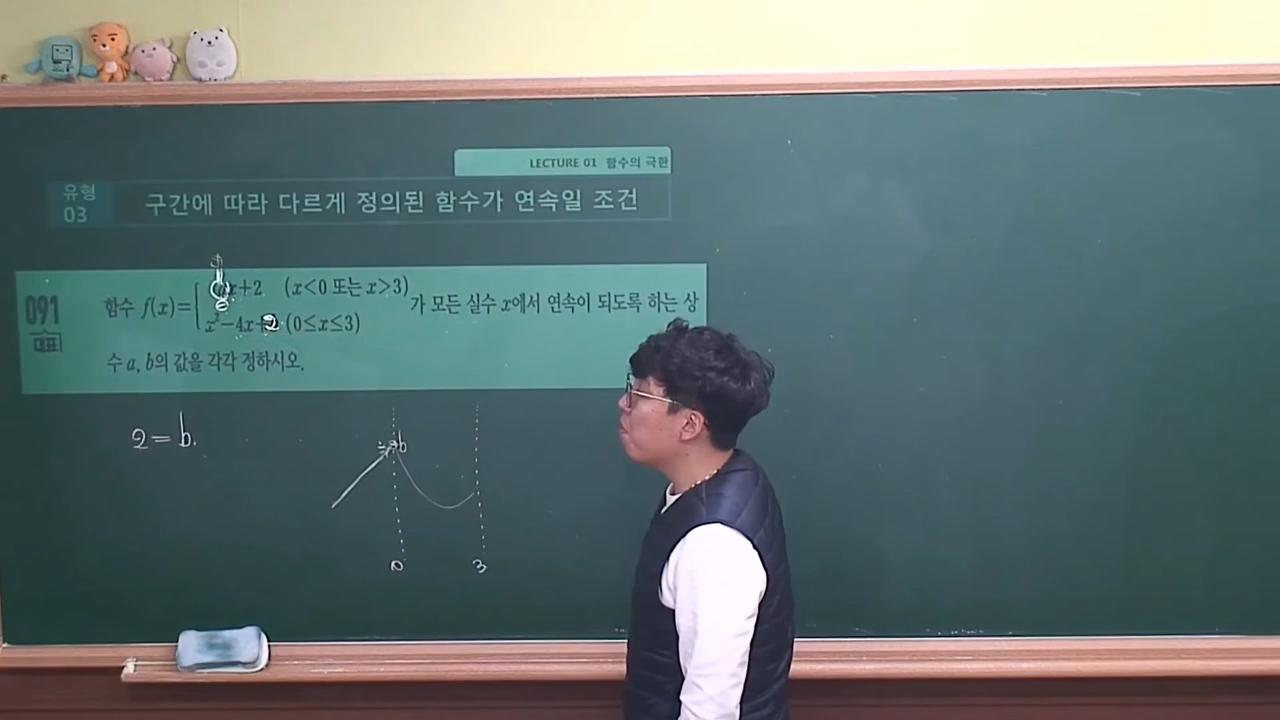 LECTURE 01 함수의 극한
유형
03
구간에 따라 다르게 정의된 함수가 연속일 조건
091
대표
함수 f(x)= x+2 (x<0 또는 x>3)
x²-4x+2 (0≤x≤3)
가 모든 실수 x에서 연속이 되도록 하는 상
수 a, b의 값을 각각 정하시오.
2=b.
b
0
3